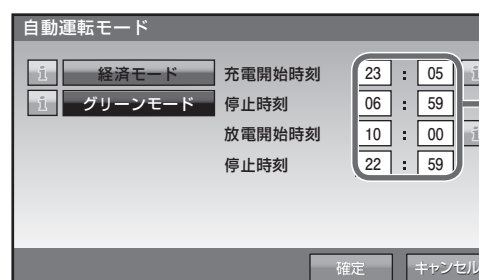 自動運転モード
i 経済モード 充電開始時刻 23 : 05 i
i グリーンモード 停止時刻 06 : 59
放電開始時刻 10 : 00 i
停止時刻 22 : 59
確定 キャンセル